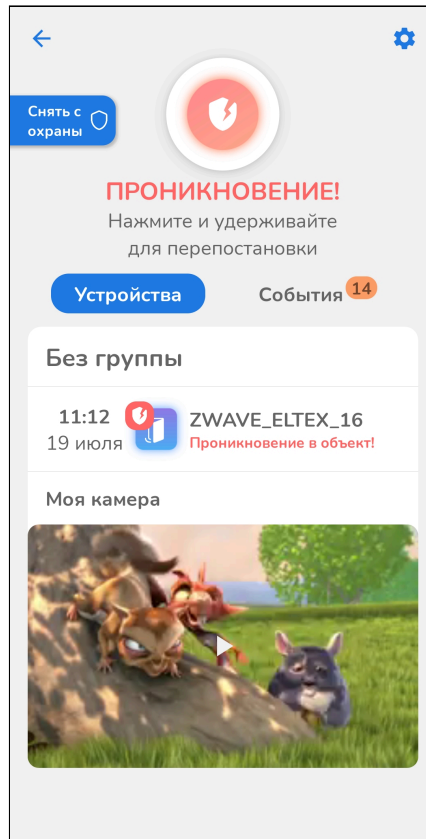 Снять с
охраны
ПРОНИКНОВЕНИЕ!
Нажмите и удерживайте
для перепостановки
Устройства
События 14
Без группы
11:12 ZWAVE_ELTEX_16
19 июля Проникновение в объект!
Моя камера